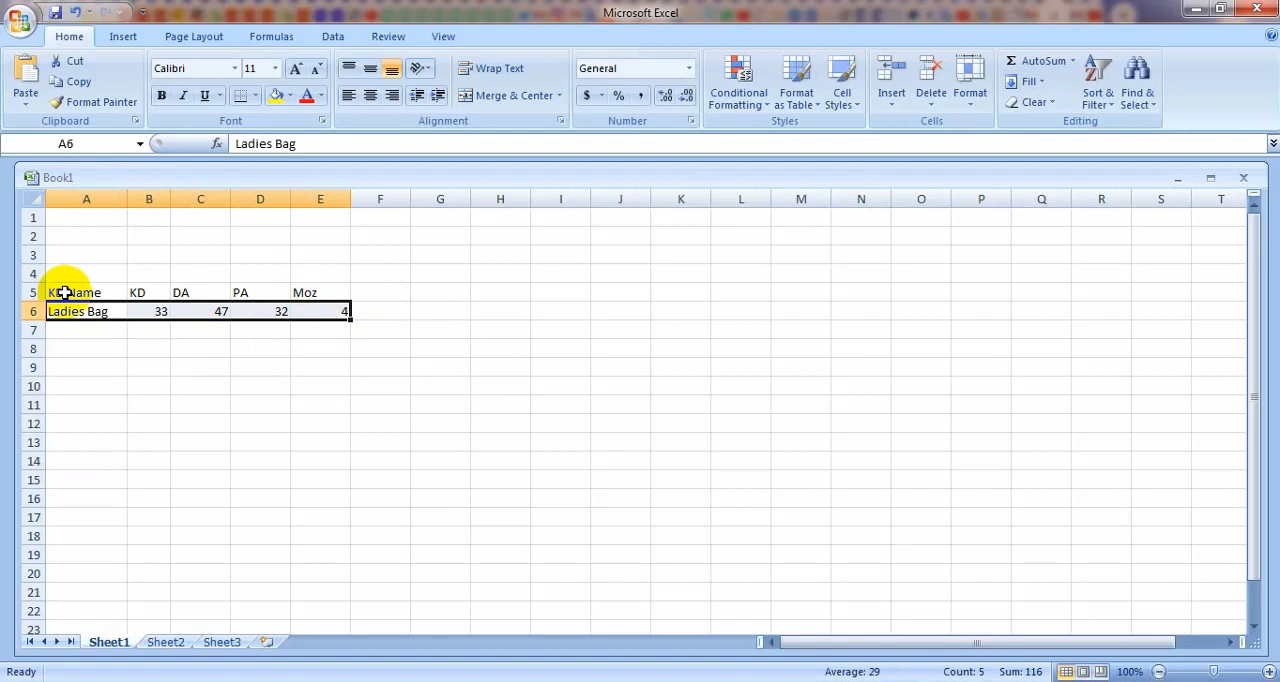 Microsoft Excel
Home Insert Page Layout Formulas Data Review View
Cut
Copy
Format Painter
Paste
Clipboard
Calibri 11
B I U
Font
Wrap Text
Merge & Center
Alignment
General
$ % ,
Number
Conditional Formatting
Format as Table
Cell Styles
Styles
Insert Delete Format
Cells
Σ AutoSum
Fill
Clear
Sort & Filter
Find & Select
Editing
A6 fx Ladies Bag
Book1
A B C D E F G H I J K L M N O P Q R S T
1
2
3
4
5 Name KD DA PA Moz
6 Ladies Bag 33 47 32 4
7
8
9
10
11
12
13
14
15
16
17
18
19
20
21
22
23
Sheet1 Sheet2 Sheet3
Ready Average: 29 Count: 5 Sum: 116 100%